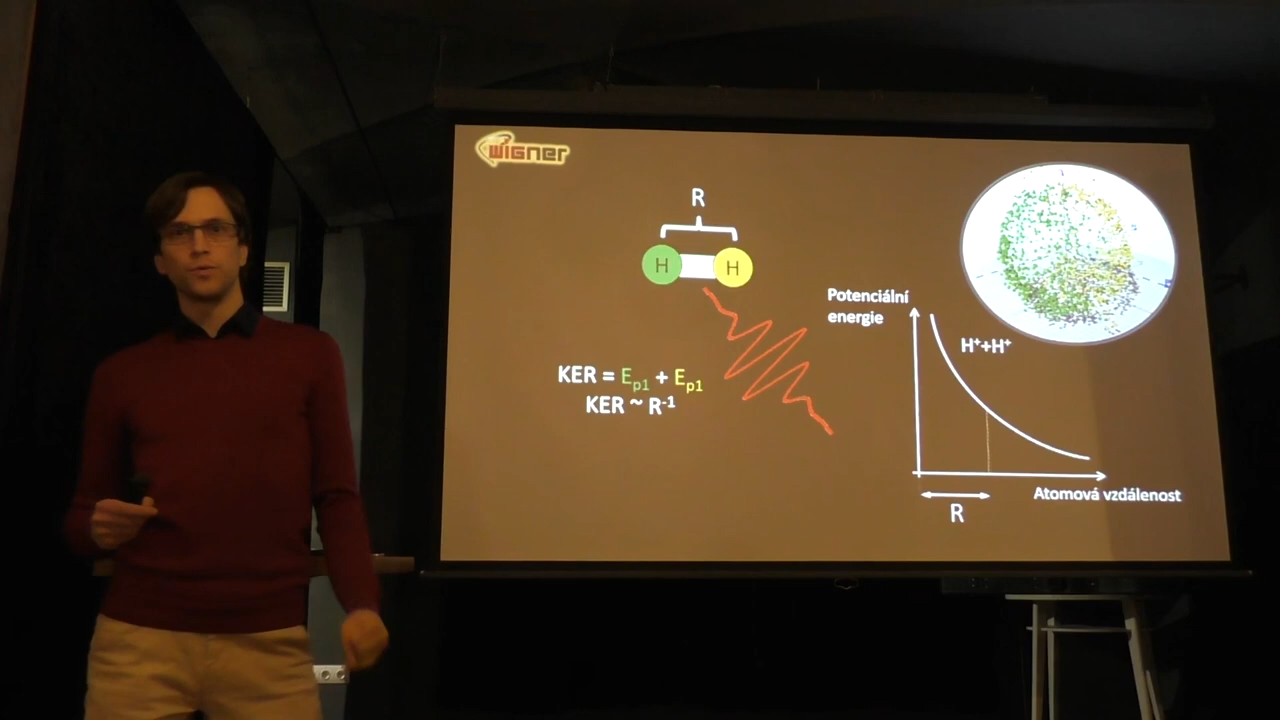 wigner
R
H H
Potenciální
energie
H⁺+H⁺
KER = Eₚ₁ + Eₚ₁
KER ~ R⁻¹
Atomová vzdálenost
R